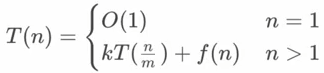 T(n) = { O(1) n = 1
kT(n/m) + f(n) n > 1